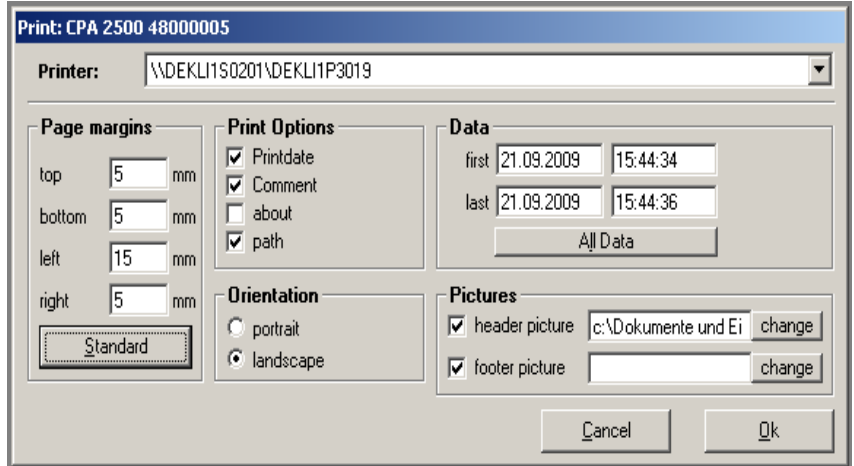 Print: CPA 2500 48000005
Printer: \\DEKLI1S0201\DEKLI1P3019
Page margins
top 5 mm
bottom 5 mm
left 15 mm
right 5 mm
Standard
Print Options
Printdate
Comment
about
path
Orientation
portrait
landscape
Data
first 21.09.2009 15:44:34
last 21.09.2009 15:44:36
All Data
Pictures
header picture c:\Dokumente und Ei change
footer picture change
Cancel Ok